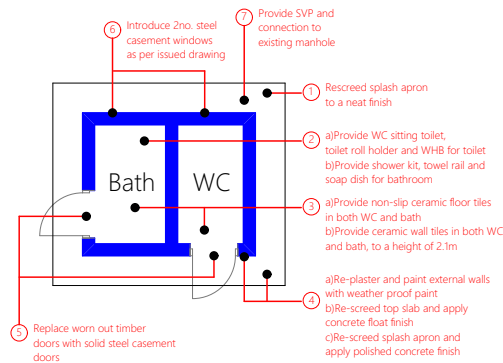 6
Introduce 2no. steel
casement windows
as per issued drawing
7
Provide SVP and
connection to
existing manhole
1
Rescreed splash apron
to a neat finish
2
a)Provide WC sitting toilet,
toilet roll holder and WHB for toilet
b)Provide shower kit, towel rail and
soap dish for bathroom
Bath
WC
3
a)Provide non-slip ceramic floor tiles
in both WC and bath
b)Provide ceramic wall tiles in both WC
and bath, to a height of 2.1m
4
a)Re-plaster and paint external walls
with weather proof paint
b)Re-screed top slab and apply
concrete float finish
c)Re-screed splash apron and
apply polished concrete finish
5
Replace worn out timber
doors with solid steel casement
doors